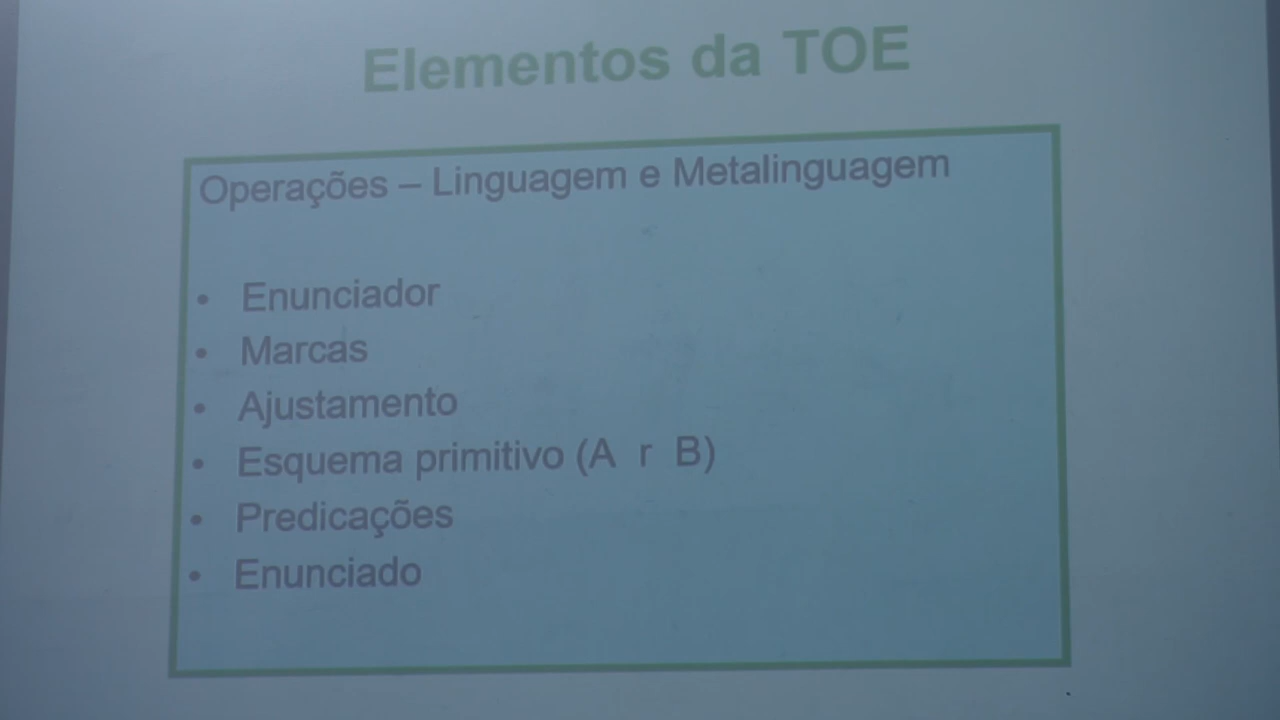 Elementos da TOE
Operações – Linguagem e Metalinguagem
• Enunciador
• Marcas
• Ajustamento
• Esquema primitivo (A r B)
• Predicações
• Enunciado